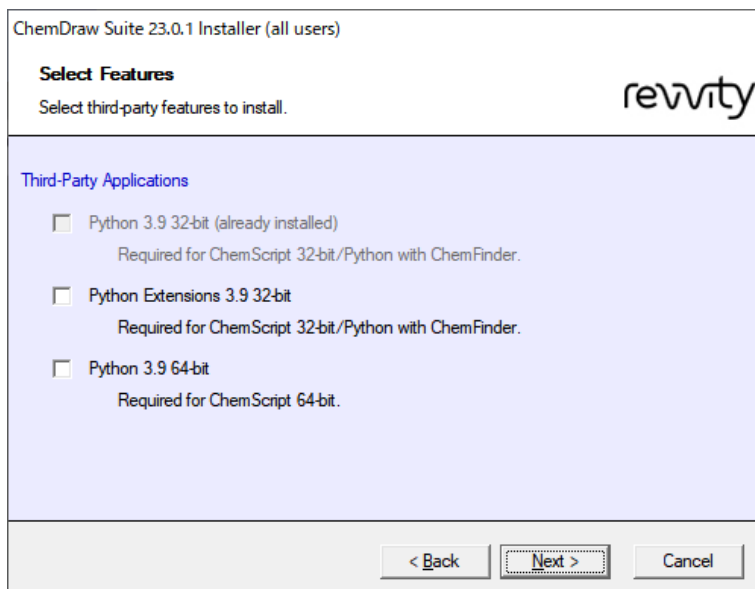 ChemDraw Suite 23.0.1 Installer (all users)
Select Features
Select third-party features to install.
revvity
Third-Party Applications
Python 3.9 32-bit (already installed)
Required for ChemScript 32-bit/Python with ChemFinder.
Python Extensions 3.9 32-bit
Required for ChemScript 32-bit/Python with ChemFinder.
Python 3.9 64-bit
Required for ChemScript 64-bit.
< Back
Next >
Cancel